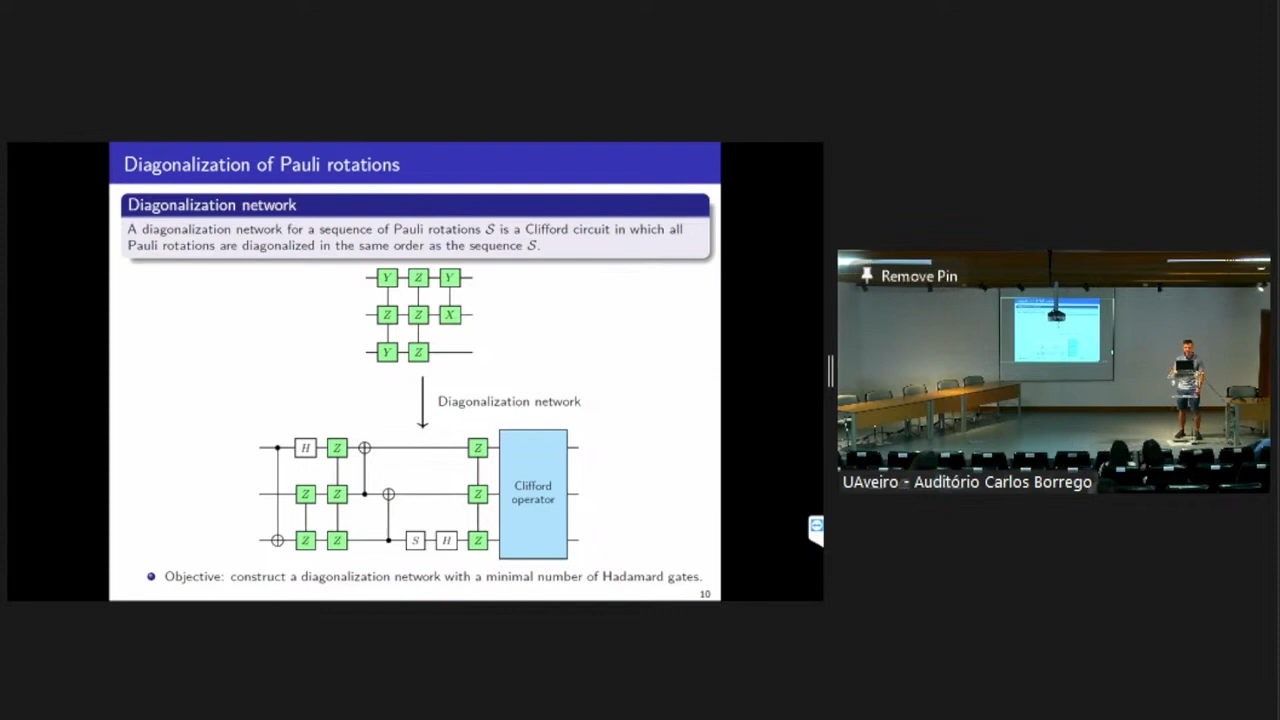 Diagonalization of Pauli rotations
Diagonalization network
A diagonalization network for a sequence of Pauli rotations 𝒮 is a Clifford circuit in which all
Pauli rotations are diagonalized in the same order as the sequence 𝒮.
Y Z Y
Z Z X
Y Z
Diagonalization network
H Z Z
Z Z Z
Z Z S H Z
Clifford
operator
Objective: construct a diagonalization network with a minimal number of Hadamard gates.
10
Remove Pin
UAveiro - Auditório Carlos Borrego